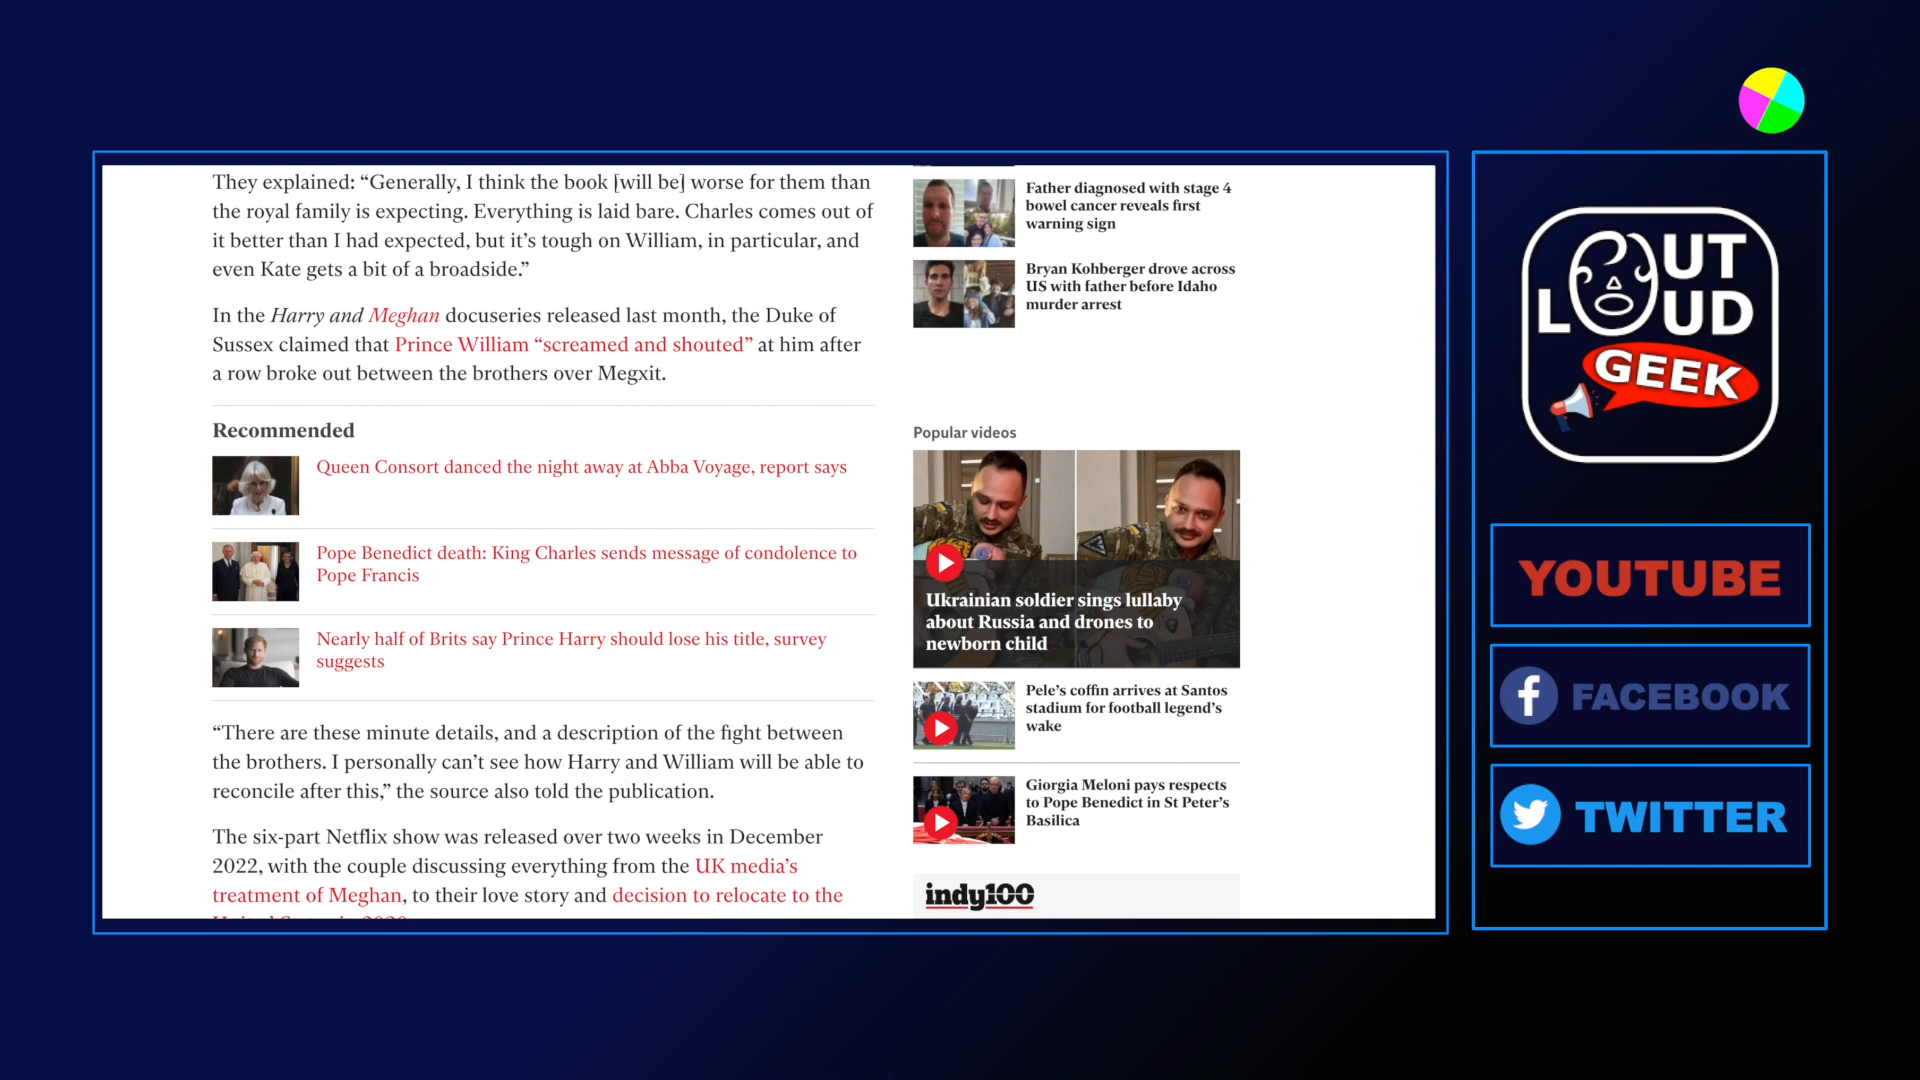 They explained: “Generally, I think the book [will be] worse for them than
the royal family is expecting. Everything is laid bare. Charles comes out of
it better than I had expected, but it’s tough on William, in particular, and
even Kate gets a bit of a broadside.”
In the Harry and Meghan docuseries released last month, the Duke of
Sussex claimed that Prince William “screamed and shouted” at him after
a row broke out between the brothers over Megxit.
Recommended
Queen Consort danced the night away at Abba Voyage, report says
Pope Benedict death: King Charles sends message of condolence to
Pope Francis
Nearly half of Brits say Prince Harry should lose his title, survey
suggests
“There are these minute details, and a description of the fight between
the brothers. I personally can’t see how Harry and William will be able to
reconcile after this,” the source also told the publication.
The six-part Netflix show was released over two weeks in December
2022, with the couple discussing everything from the UK media’s
treatment of Meghan, to their love story and decision to relocate to the
Father diagnosed with stage 4
bowel cancer reveals first
warning sign
Bryan Kohberger drove across
US with father before Idaho
murder arrest
Popular videos
Ukrainian soldier sings lullaby
about Russia and drones to
newborn child
Pele’s coffin arrives at Santos
stadium for football legend’s
wake
Giorgia Meloni pays respects
to Pope Benedict in St Peter’s
Basilica
indy100
OUT
LOUD
GEEK
YOUTUBE
FACEBOOK
TWITTER